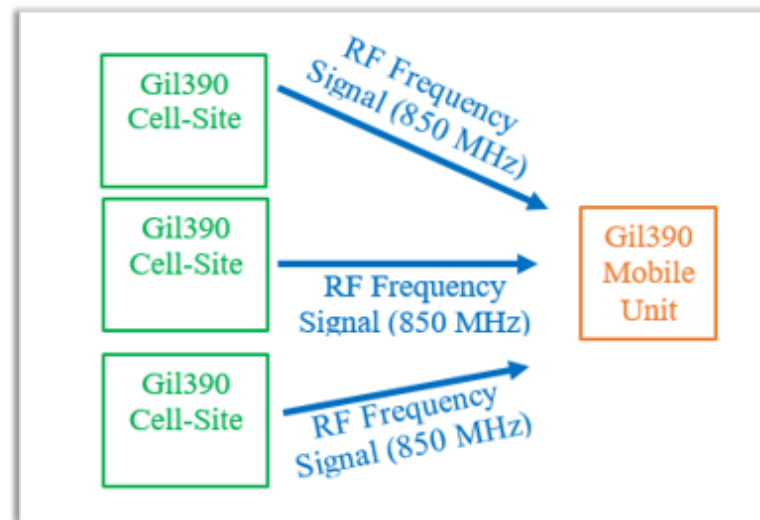 Gil390
Cell-Site
RF Frequency
Signal (850 MHz)
Gil390
Cell-Site
RF Frequency
Signal (850 MHz)
Gil390
Mobile
Unit
Gil390
Cell-Site
RF Frequency
Signal (850 MHz)